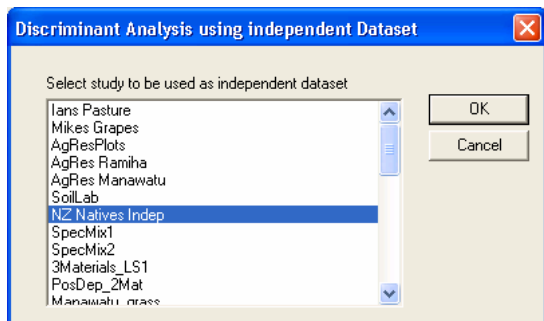 Discriminant Analysis using independent Dataset
Select study to be used as independent dataset
Ians Pasture
Mikes Grapes
AgResPlots
AgRes Ramiha
AgRes Manawatu
SoilLab
NZ Natives Indep
SpecMix1
SpecMix2
3Materials_LS1
PosDep_2Mat
Manawatu_grass
OK
Cancel